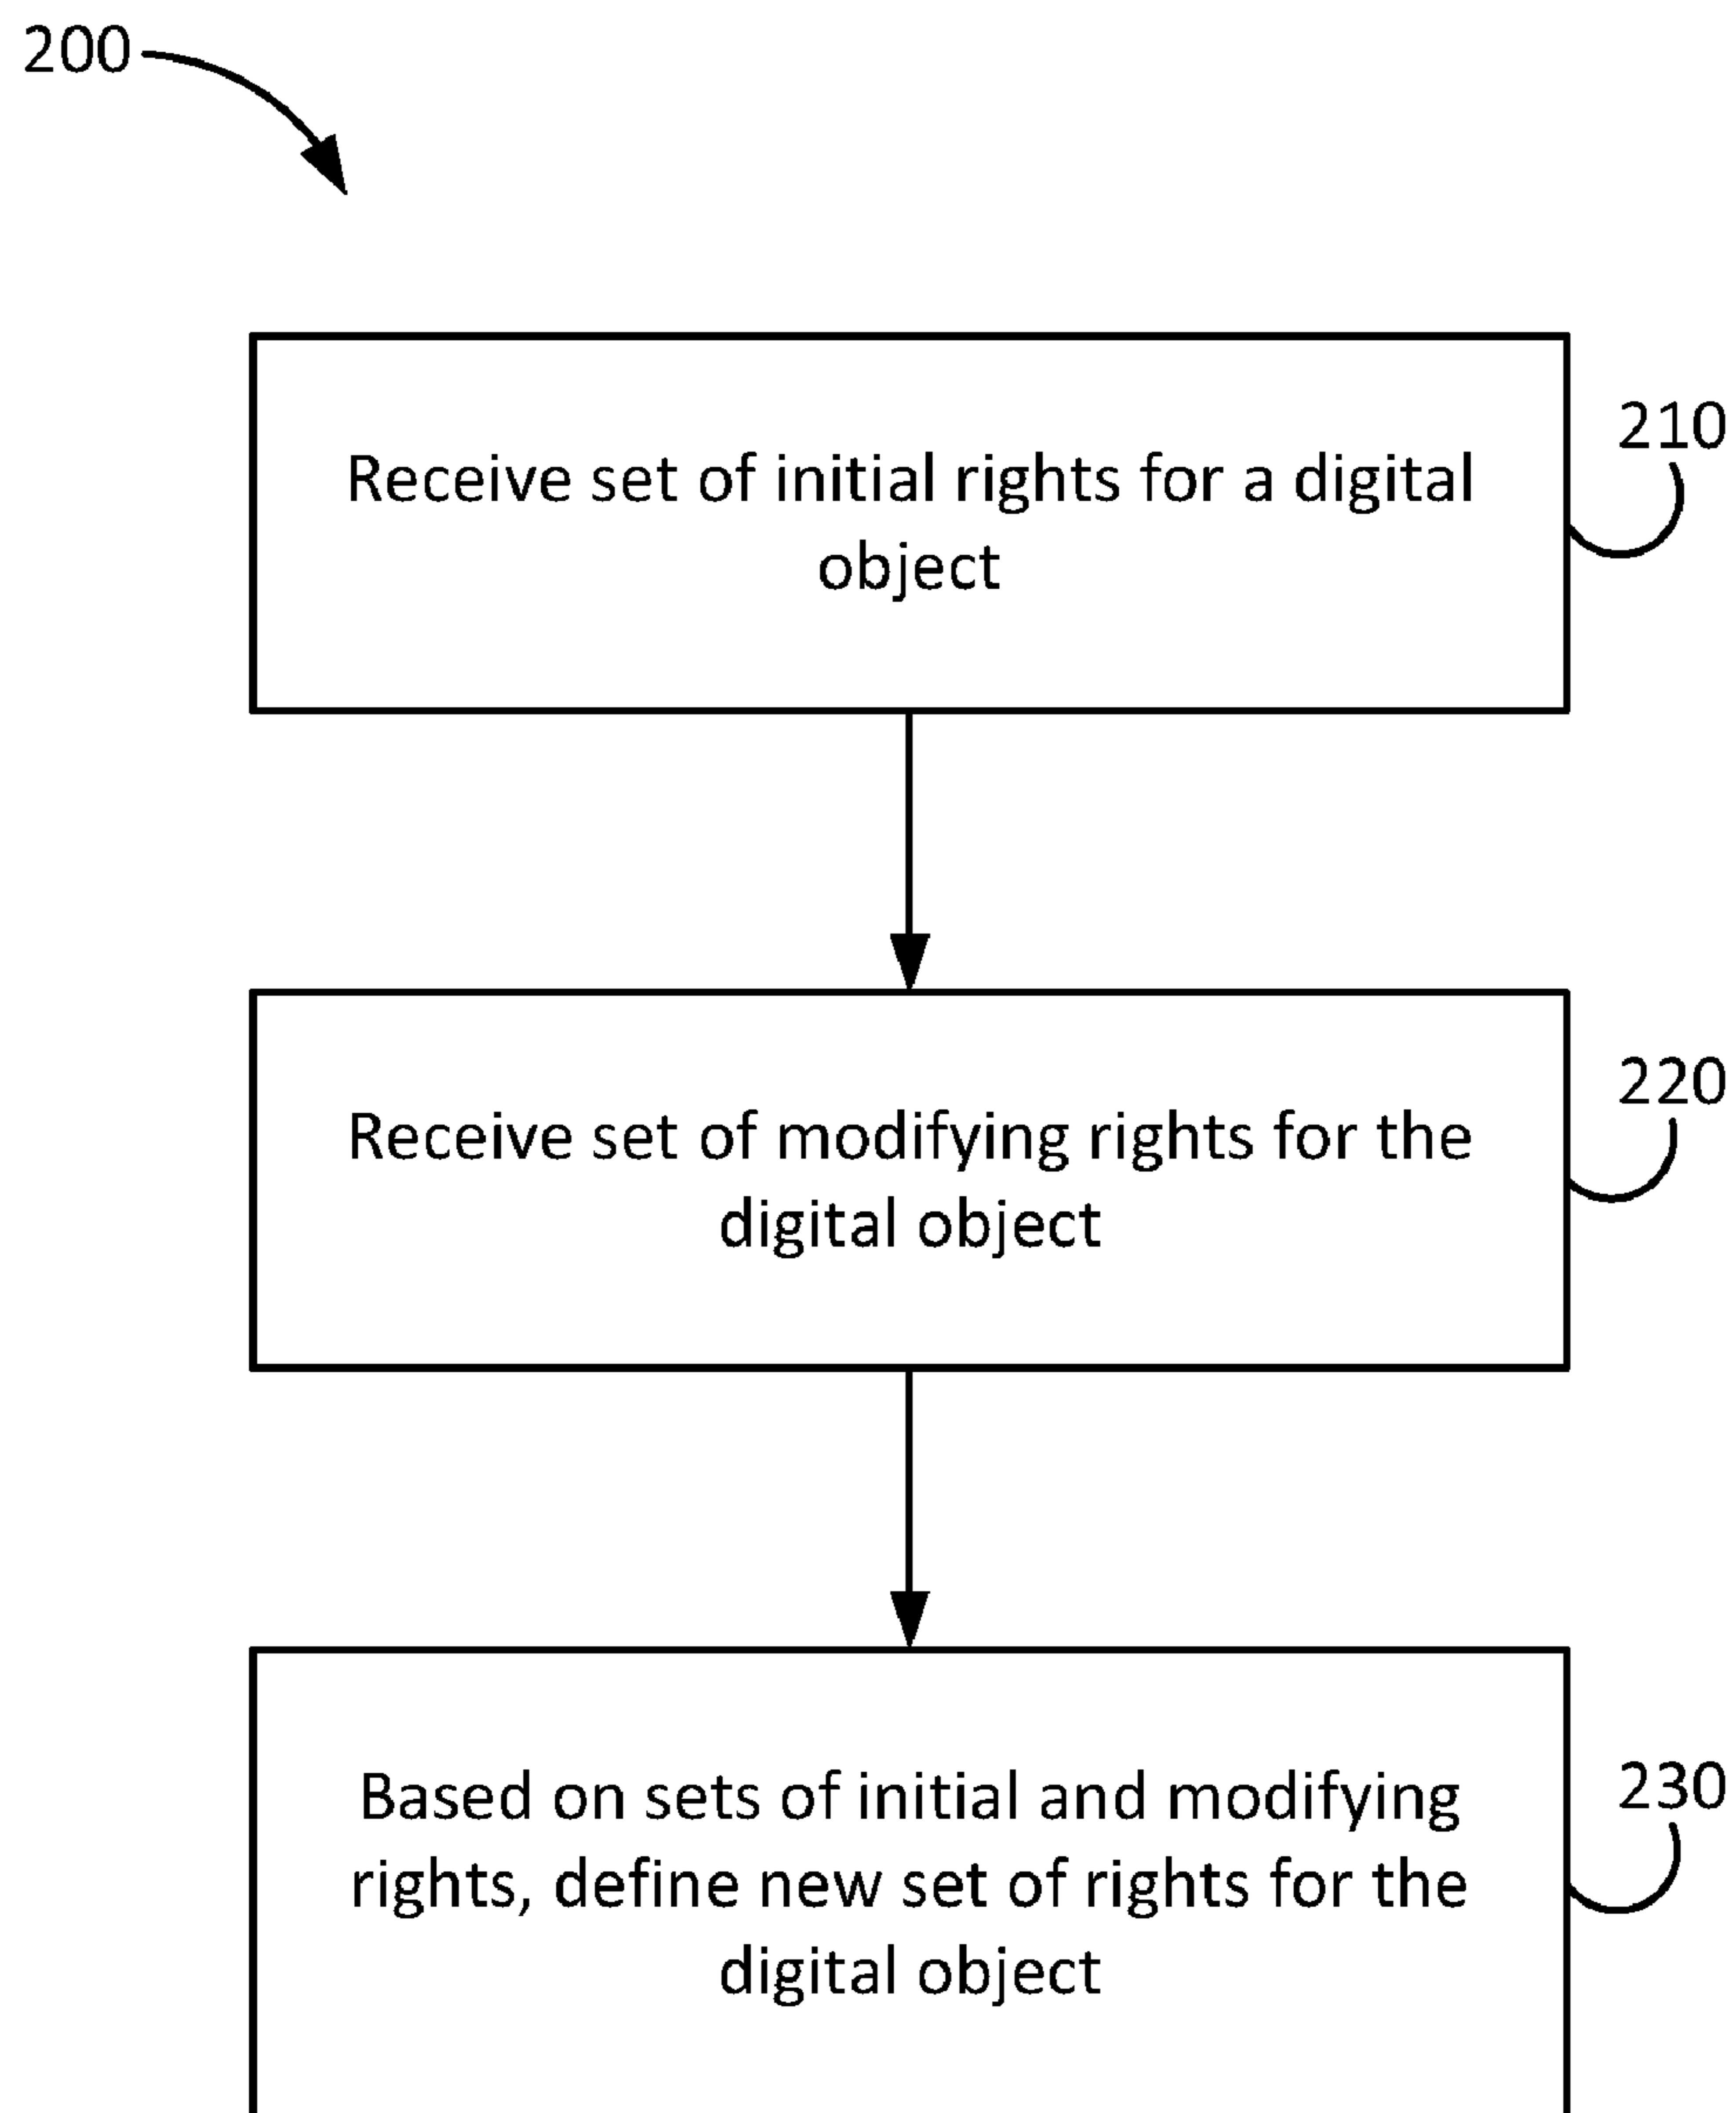 200
210
Receive set of initial rights for a digital
object
220
Receive set of modifying rights for the
digital object
230
Based on sets of initial and modifying
rights, define new set of rights for the
digital object